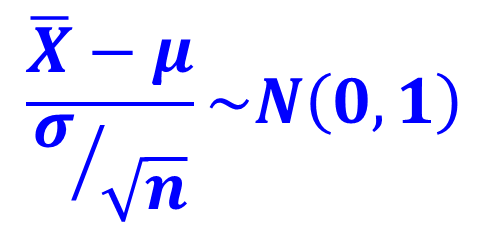 X̅ − μ
σ/√n ~N(0, 1)